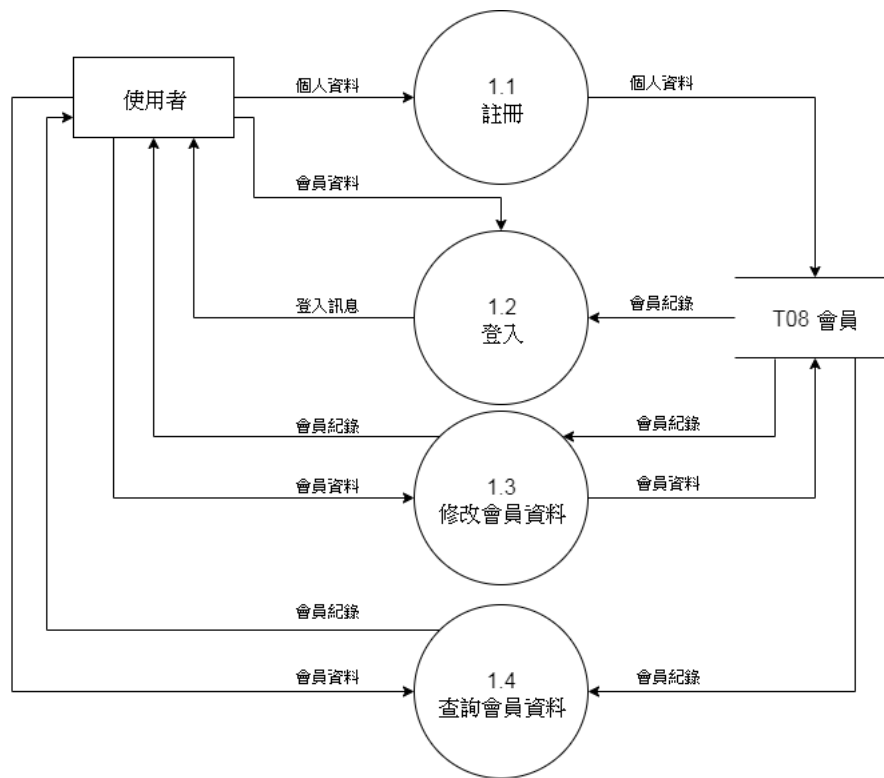 使用者
個人資料
1.1
註冊
個人資料
會員資料
登入訊息
1.2
登入
會員紀錄
T08 會員
會員紀錄
會員紀錄
會員資料
1.3
修改會員資料
會員資料
會員紀錄
會員資料
1.4
查詢會員資料
會員紀錄